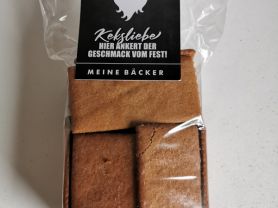 Keksliebe
HIER ANKERT DER
GESCHMACK VOM FEST!
MEINE BÄCKER